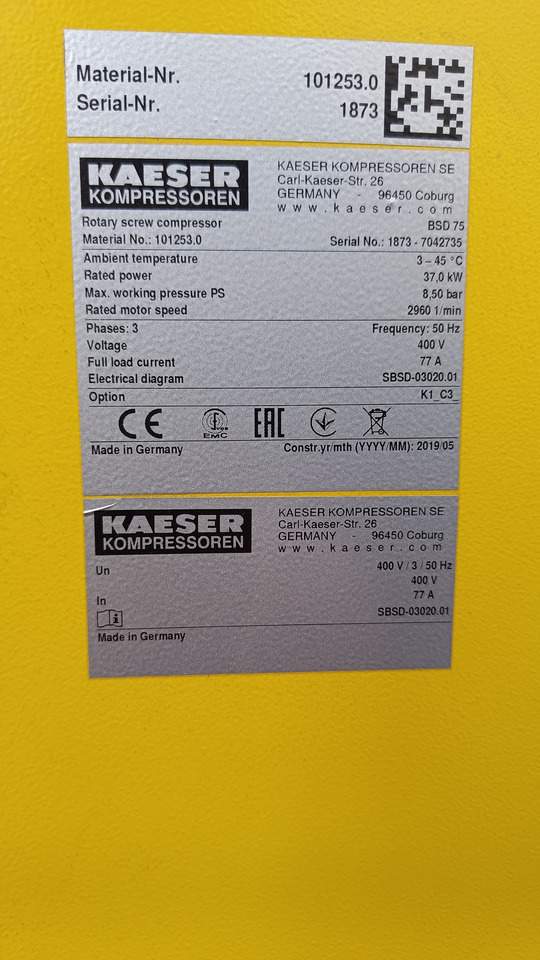 Material-Nr. 101253.0
Serial-Nr. 1873
KAESER
KOMPRESSOREN
KAESER KOMPRESSOREN SE
Carl-Kaeser-Str. 26
GERMANY - 96450 Coburg
www.kaeser.com
Rotary screw compressor BSD 75
Material No.: 101253.0 Serial No.: 1873 - 7042735
Ambient temperature 3 – 45 °C
Rated power 37,0 kW
Max. working pressure PS 8,50 bar
Rated motor speed 2960 1/min
Phases: 3 Frequency: 50 Hz
Voltage 400 V
Full load current 77 A
Electrical diagram SBSD-03020.01
Option K1_C3_
CE EMC EAC
Made in Germany Constr.yr/mth (YYYY/MM): 2019/05
KAESER
KOMPRESSOREN
KAESER KOMPRESSOREN SE
Carl-Kaeser-Str. 26
GERMANY - 96450 Coburg
www.kaeser.com
Un 400 V / 3 / 50 Hz
400 V
In 77 A
SBSD-03020.01
Made in Germany